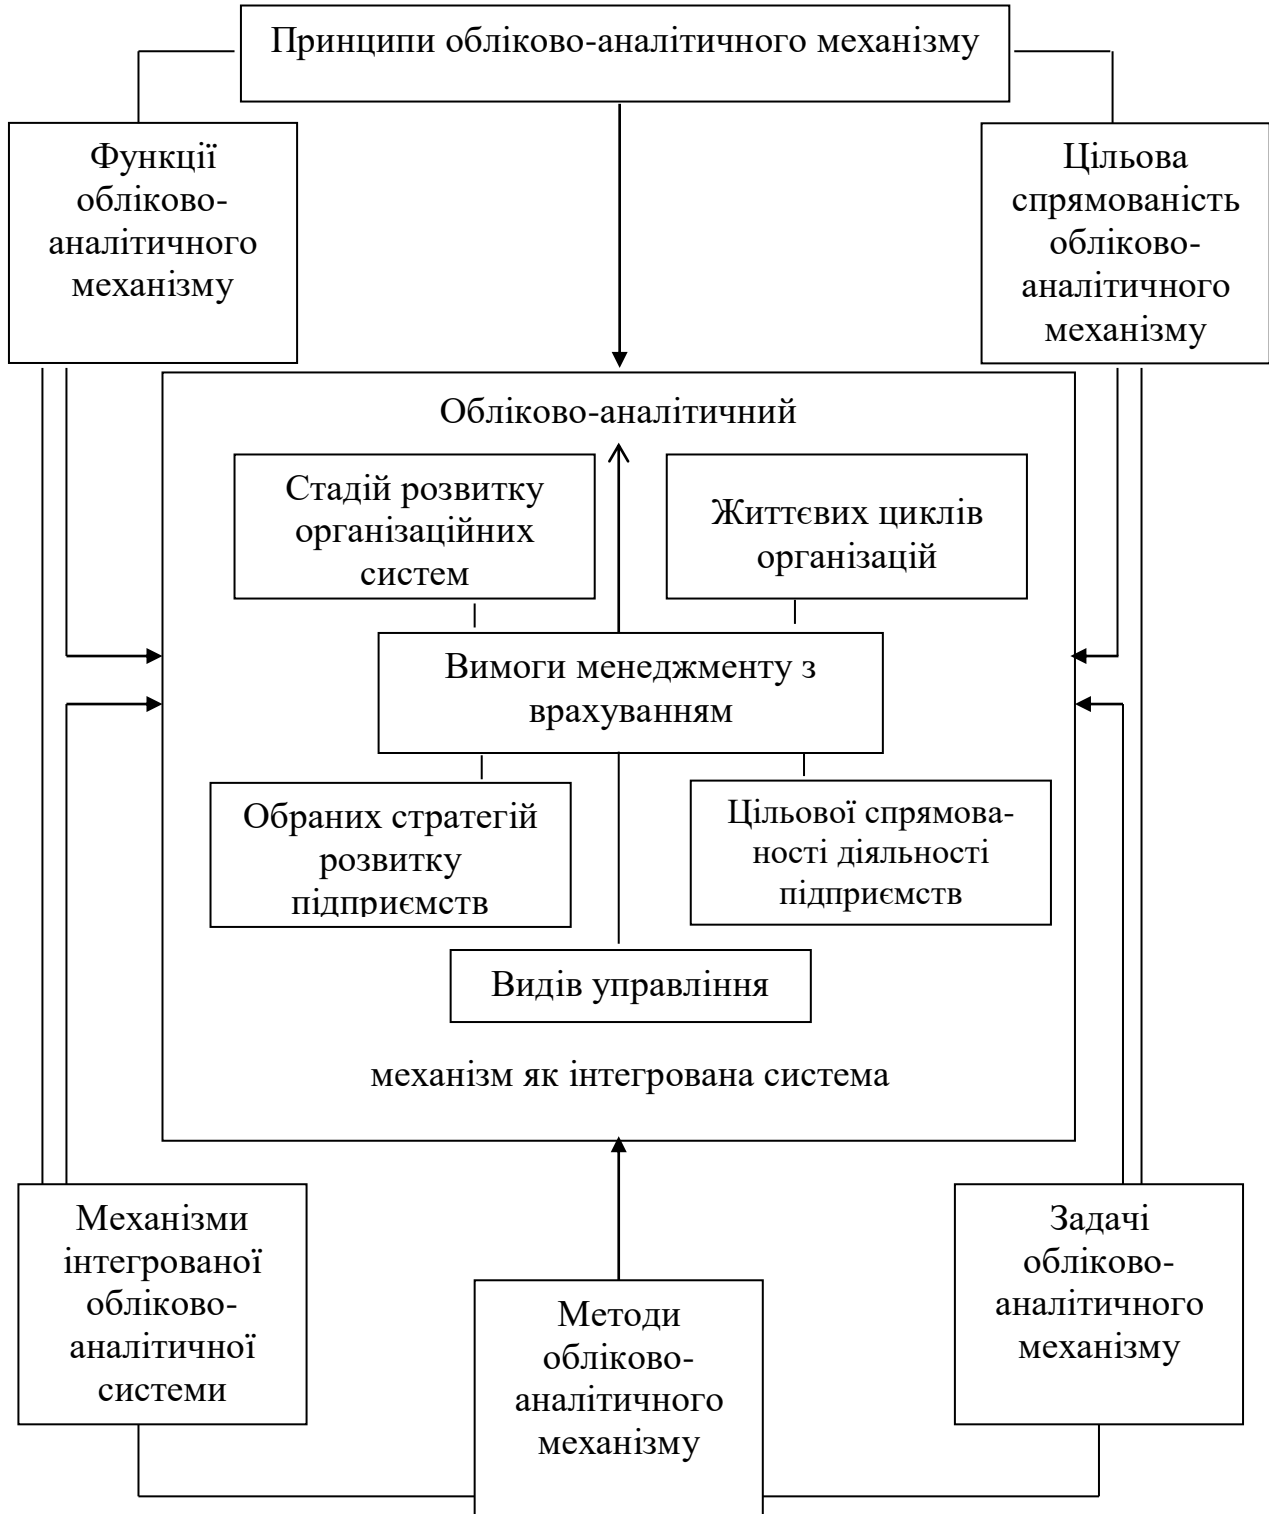 Принципи обліково-аналітичного механізму
Функції
обліково-
аналітичного
механізму
Цільова
спрямованість
обліково-
аналітичного
механізму
Обліково-аналітичний
Стадій розвитку
організаційних
систем
Життєвих циклів
організацій
Вимоги менеджменту з
врахуванням
Обраних стратегій
розвитку
підприємств
Цільової спрямова-
ності діяльності
підприємств
Видів управління
механізм як інтегрована система
Механізми
інтегрованої
обліково-
аналітичної
системи
Методи
обліково-
аналітичного
механізму
Задачі
обліково-
аналітичного
механізму